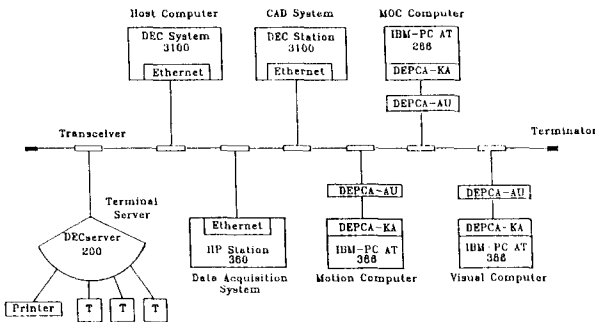 Host Computer
CAD System
MOC Computer
DEC System
3100
Ethernet
DEC Station
3100
Ethernet
IBM-PC AT
286
DEPCA-KA
DEPCA-AU
Transceiver
Terminator
Terminal
Server
DECserver
200
Printer
T
T
T
Ethernet
HP Station
360
Data Acquisition
System
DEPCA-AU
DEPCA-KA
IBM-PC AT
386
Motion Computer
DEPCA-AU
DEPCA-KA
IBM-PC AT
386
Visual Computer